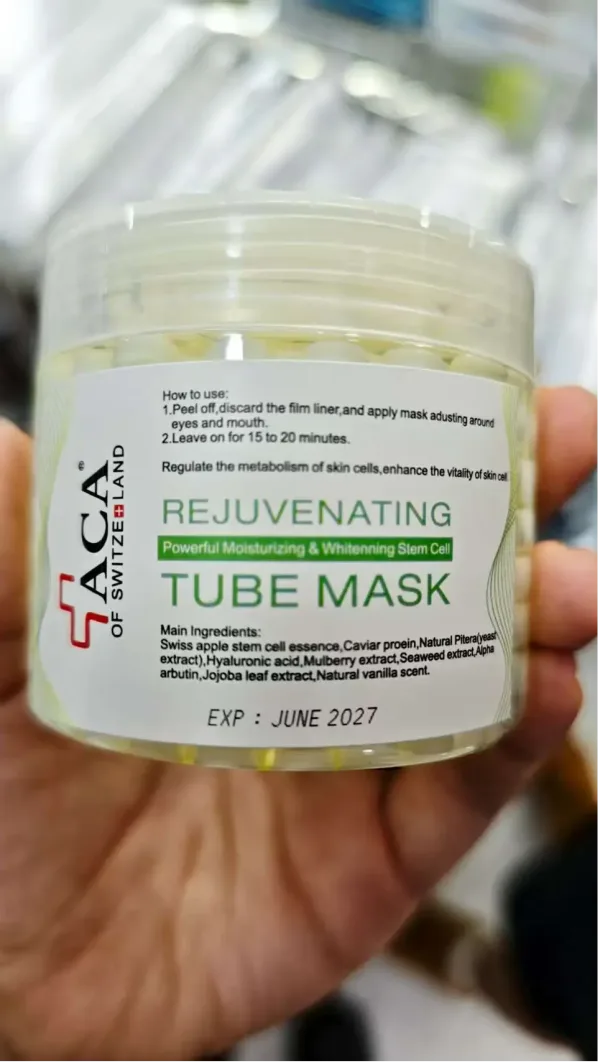 How to use:
1.Peel off,discard the film liner,and apply mask adusting around
eyes and mouth.
2.Leave on for 15 to 20 minutes.
Regulate the metabolism of skin cells,enhance the vitality of skin cell
ACA®
OF SWITZE LAND
REJUVENATING
Powerful Moisturizing & Whitenning Stem Cell
TUBE MASK
Main Ingredients:
Swiss apple stem cell essence,Caviar proein,Natural Pitera(yeast
extract),Hyaluronic acid,Mulberry extract,Seaweed extract,Alpha
arbutin,Jojoba leaf extract,Natural vanilla scent.
EXP : JUNE 2027